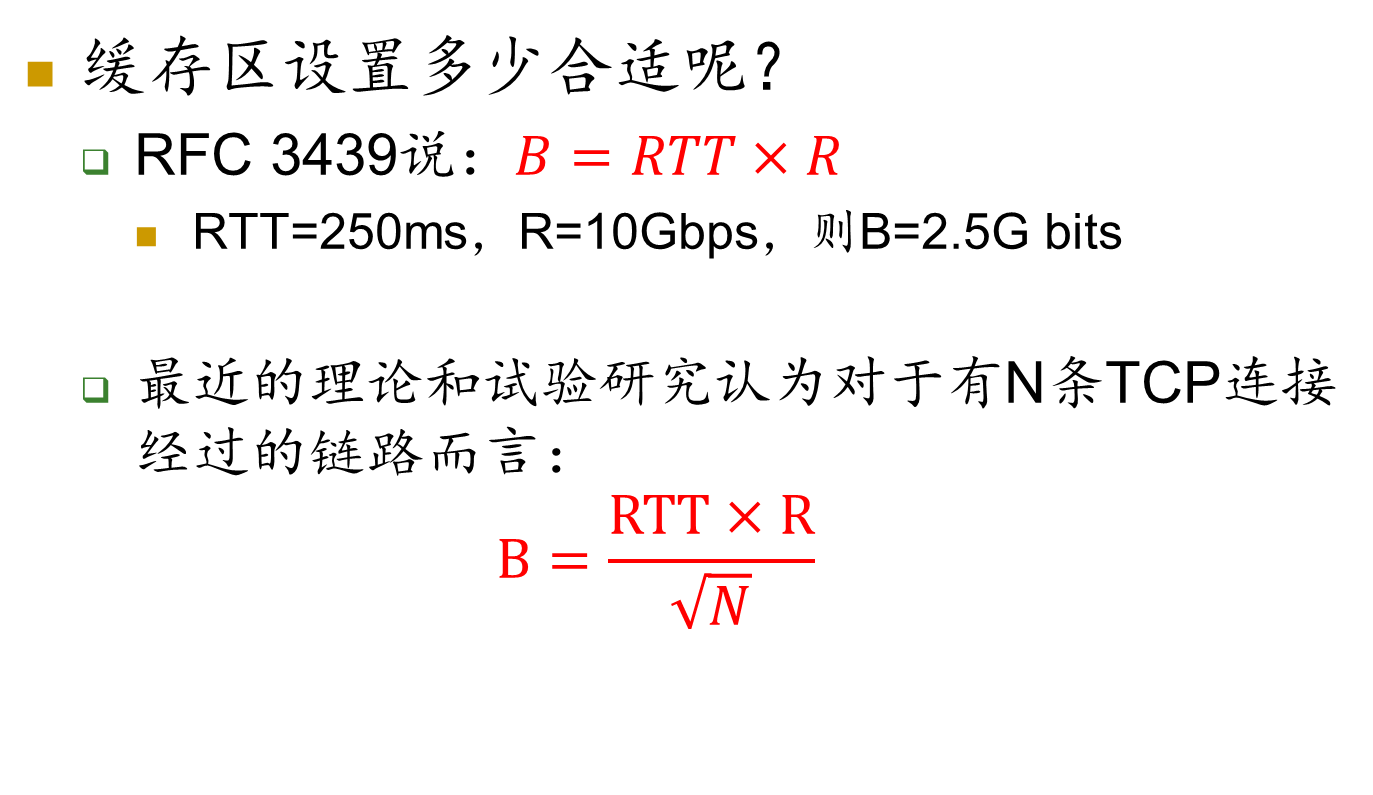 缓存区设置多少合适呢?
RFC 3439说：B = RTT × R
RTT=250ms，R=10Gbps，则B=2.5G bits
最近的理论和试验研究认为对于有N条TCP连接
经过的链路而言：
B = (RTT × R) / √N